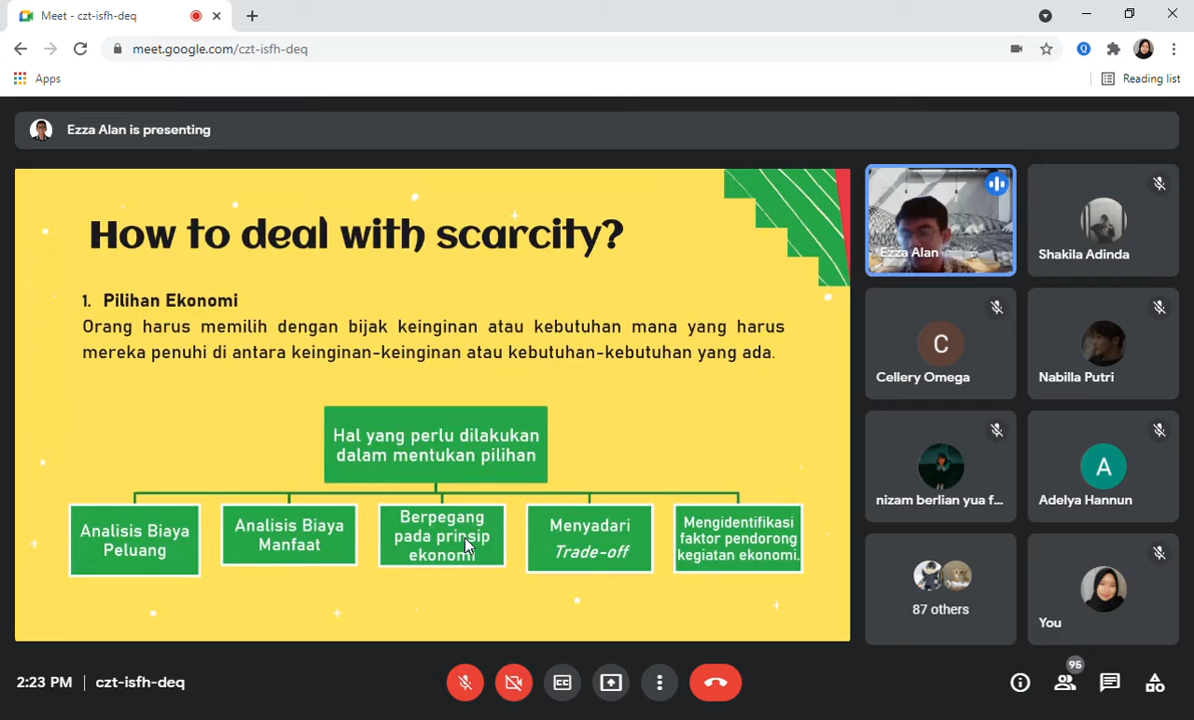 Meet - czt-isfh-deq
meet.google.com/czt-isfh-deq
Apps
Reading list
Ezza Alan is presenting
How to deal with scarcity?
1. Pilihan Ekonomi
Orang harus memilih dengan bijak keinginan atau kebutuhan mana yang harus
mereka penuhi di antara keinginan-keinginan atau kebutuhan-kebutuhan yang ada.
Hal yang perlu dilakukan
dalam mentukan pilihan
Analisis Biaya
Peluang
Analisis Biaya
Manfaat
Berpegang
pada prinsip
ekonomi
Menyadari
Trade-off
Mengidentifikasi
faktor pendorong
kegiatan ekonomi.
Ezza Alan
Shakila Adinda
C
Cellery Omega
Nabilla Putri
nizam berlian yua f...
A
Adelya Hannun
87 others
You
2:23 PM | czt-isfh-deq
95